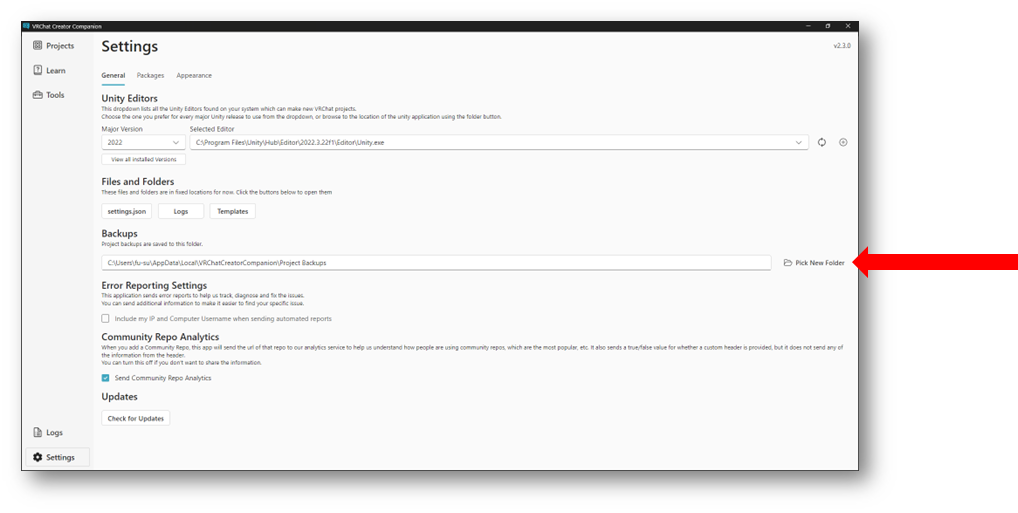 VRChat Creator Companion
Projects
Learn
Tools
Logs
Settings
Settings
v2.3.0
General Packages Appearance
Unity Editors
This dropdown lists all the Unity Editors found on your system which can make new VRChat projects.
Choose the one you prefer for every major Unity release to use from the dropdown, or browse to the location of the unity application using the folder button.
Major Version Selected Editor
2022 C:\Program Files\Unity\Hub\Editor\2022.3.22f1\Editor\Unity.exe
View all installed Versions
Files and Folders
These files and folders are in fixed locations for now. Click the buttons below to open them
settings.json Logs Templates
Backups
Project backups are saved to this folder.
C:\Users\fu-su\AppData\Local\VRChatCreatorCompanion\Project Backups Pick New Folder
Error Reporting Settings
This application sends error reports to help us track, diagnose and fix the issues.
You can send additional information to make it easier to find your specific issue.
Include my IP and Computer Username when sending automated reports
Community Repo Analytics
When you add a Community Repo, this app will send the url of that repo to our analytics service to help us understand how people are using community repos, which are the most popular, etc. It also sends a true/false value for whether a custom header is provided, but it does not send any of
the information from the header.
You can turn this off if you don't want to share the information.
Send Community Repo Analytics
Updates
Check for Updates